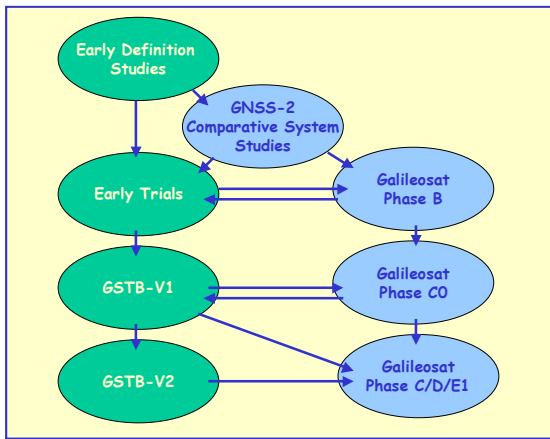 Early Definition
Studies
GNSS-2
Comparative System
Studies
Early Trials
Galileosat
Phase B
GSTB-V1
Galileosat
Phase C0
GSTB-V2
Galileosat
Phase C/D/E1